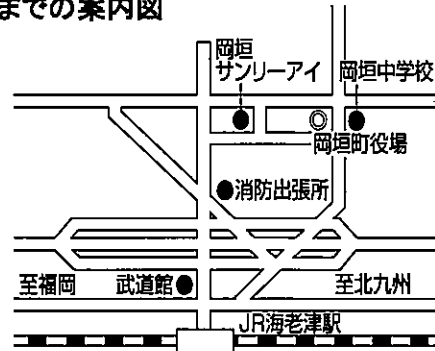 までの案内図
岡垣
サンリーアイ
岡垣中学校
岡垣町役場
消防出張所
至福岡
武道館
至北九州
JR海老津駅